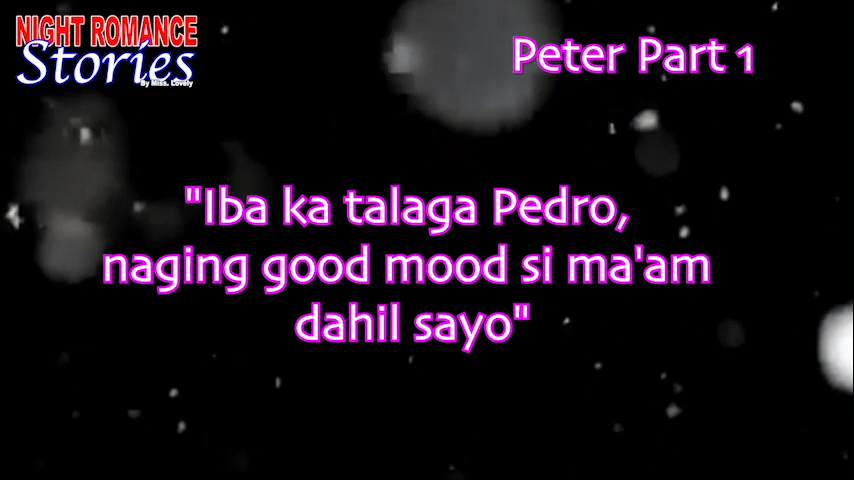 NIGHT ROMANCE
Stories
By Miss. Lovely
Peter Part 1
"Iba ka talaga Pedro,
naging good mood si ma'am
dahil sayo"